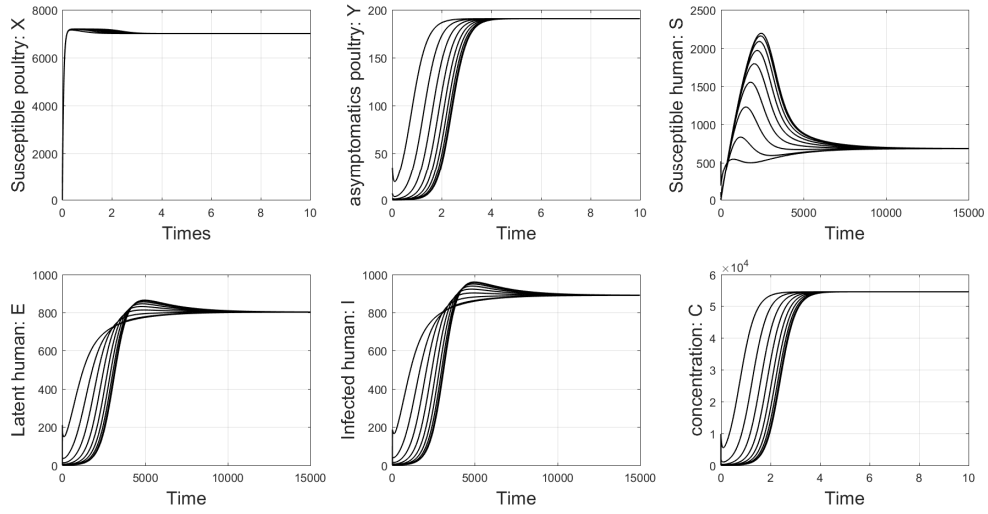 Susceptible poultry: X
8000
6000
4000
2000
0
0 2 4 6 8 10
Times
asymptomatics poultry: Y
200
150
100
50
0
0 2 4 6 8 10
Time
Susceptible human: S
2500
2000
1500
1000
500
0
0 5000 10000 15000
Time
Latent human: E
1000
800
600
400
200
0
0 5000 10000 15000
Time
Infected human: I
1000
800
600
400
200
0
0 5000 10000 15000
Time
concentration: C
×10⁴
6
5
4
3
2
1
0
0 2 4 6 8 10
Time